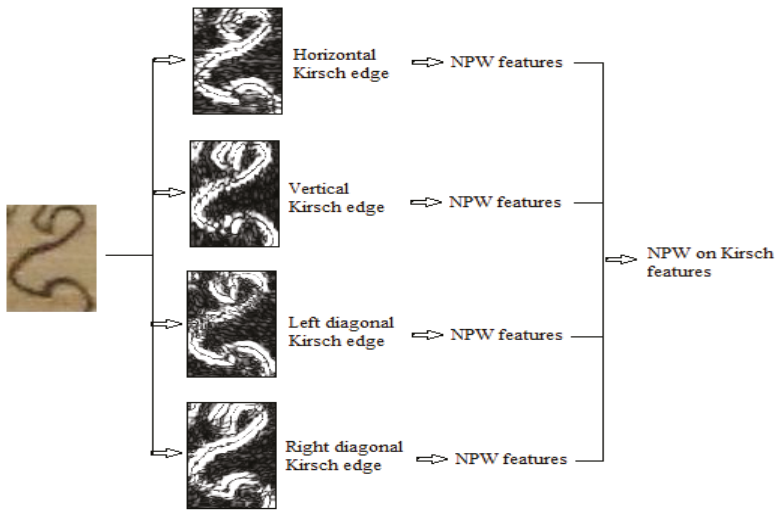 Horizontal
Kirsch edge
NPW features
Vertical
Kirsch edge
NPW features
NPW on Kirsch
features
Left diagonal
Kirsch edge
NPW features
Right diagonal
Kirsch edge
NPW features